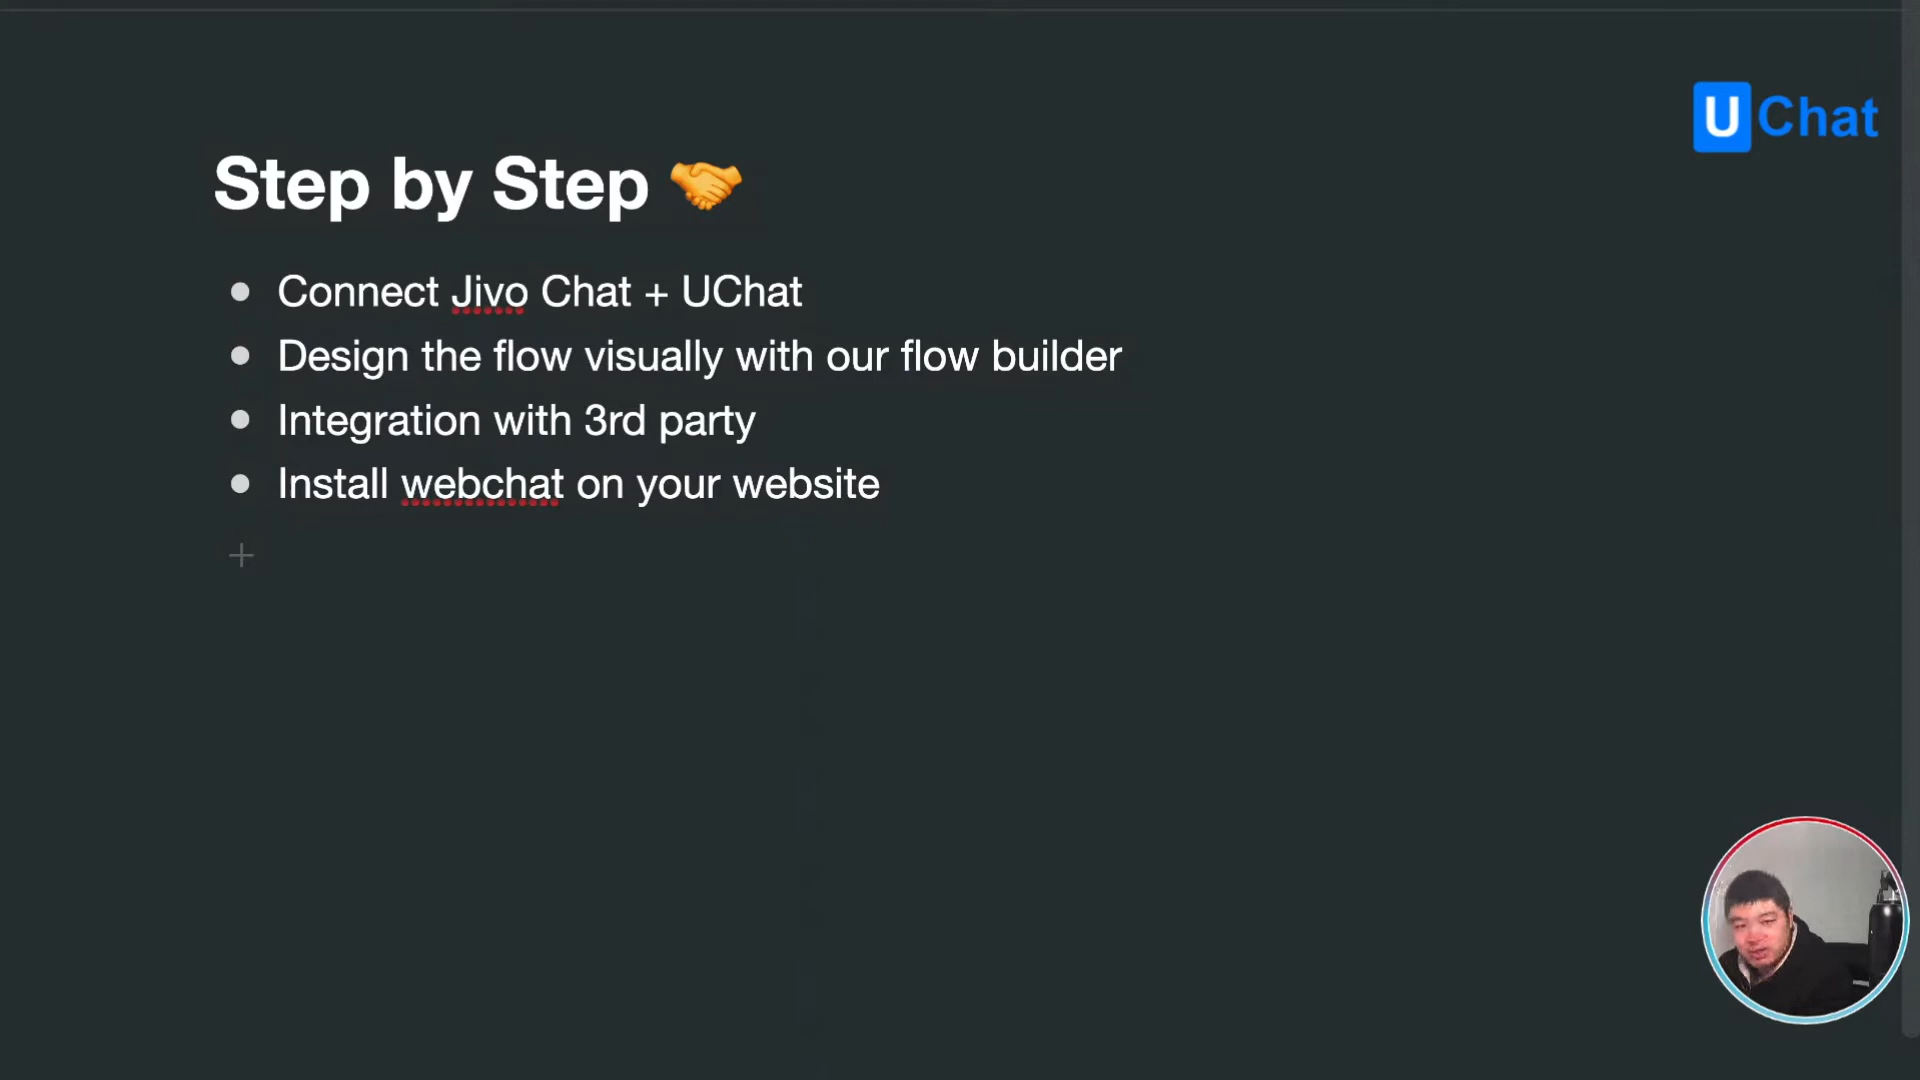 U Chat
Step by Step 🤝
Connect Jivo Chat + UChat
Design the flow visually with our flow builder
Integration with 3rd party
Install webchat on your website